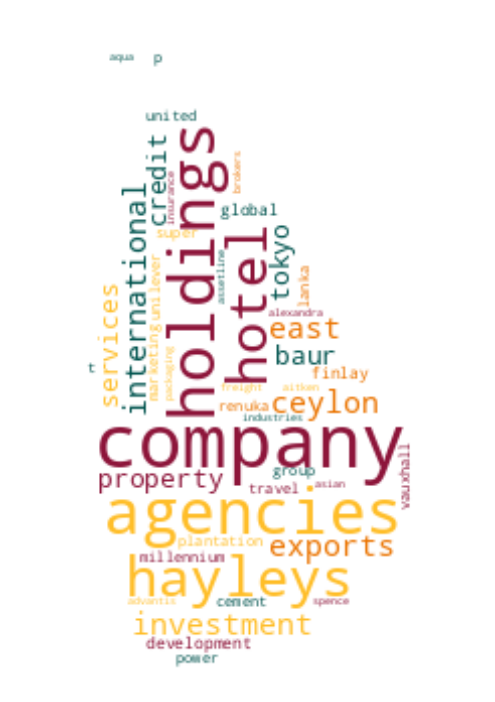 aqua
p
united
credit
holdings
insurance
brokers
international
global
super
hotel
tokyo
assetline
lanka
unilever
services
marketing
alexandra
east
baur
packaging
t
finlay
freight
aitken
renuka
ceylon
industries
company
vauxhall
group
property
travel
asian
agencies
plantation
exports
millennium
hayleys
advantis
cement
spence
investment
development
power